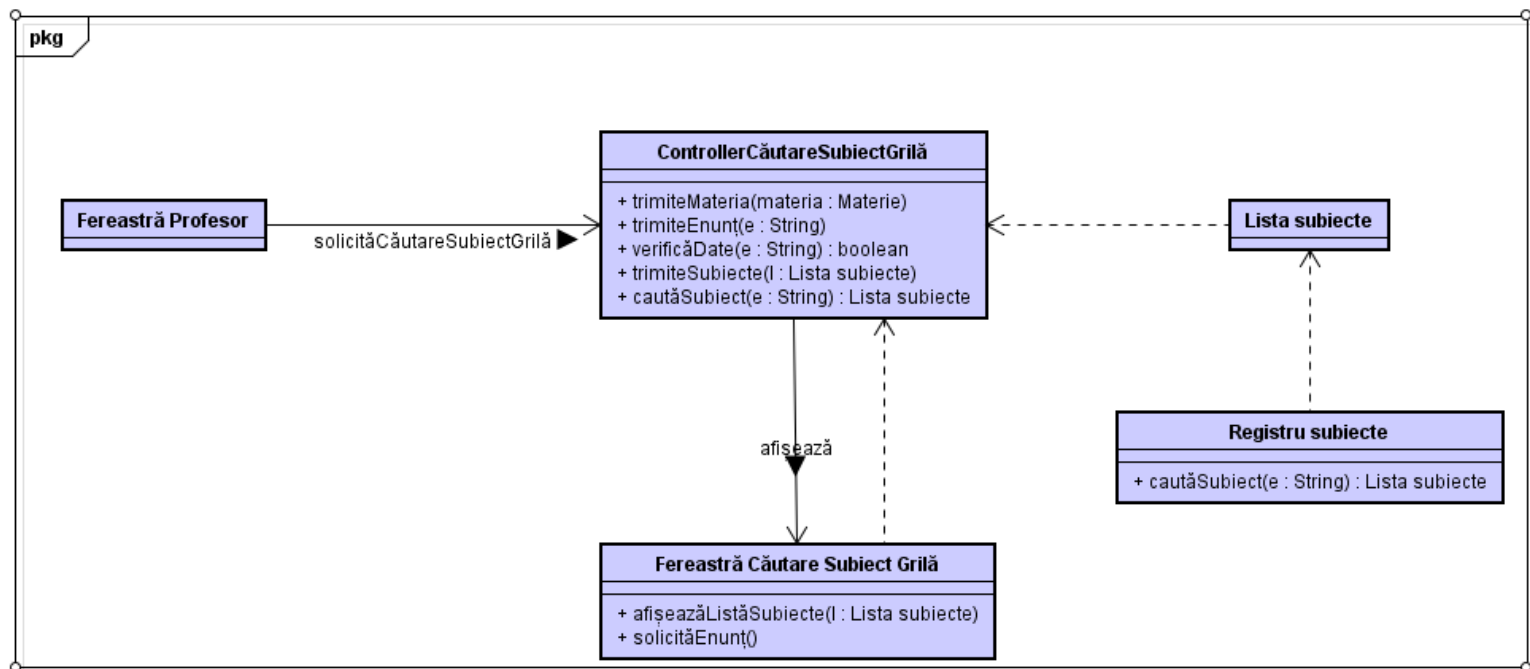 pkg
ControllerCăutareSubiectGrilă
+ trimiteMateria(materia : Materie)
+ trimiteEnunț(e : String)
+ verificăDate(e : String) : boolean
+ trimiteSubiecte(l : Lista subiecte)
+ cautăSubiect(e : String) : Lista subiecte
Fereastră Profesor
solicităCăutareSubiectGrilă
Lista subiecte
afișează
Registru subiecte
+ cautăSubiect(e : String) : Lista subiecte
Fereastră Căutare Subiect Grilă
+ afișeazăListăSubiecte(l : Lista subiecte)
+ solicităEnunț()